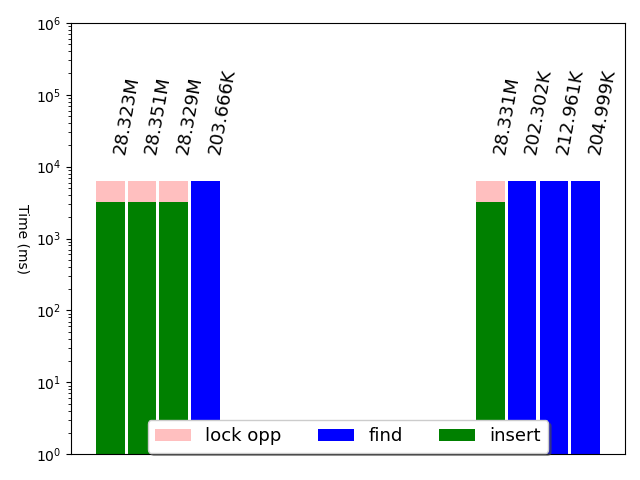 10^6
10^5
10^4
10^3
10^2
10^1
10^0
Time (ms)
28.323M
28.351M
28.329M
203.666K
28.331M
202.302K
212.961K
204.999K
lock opp find insert